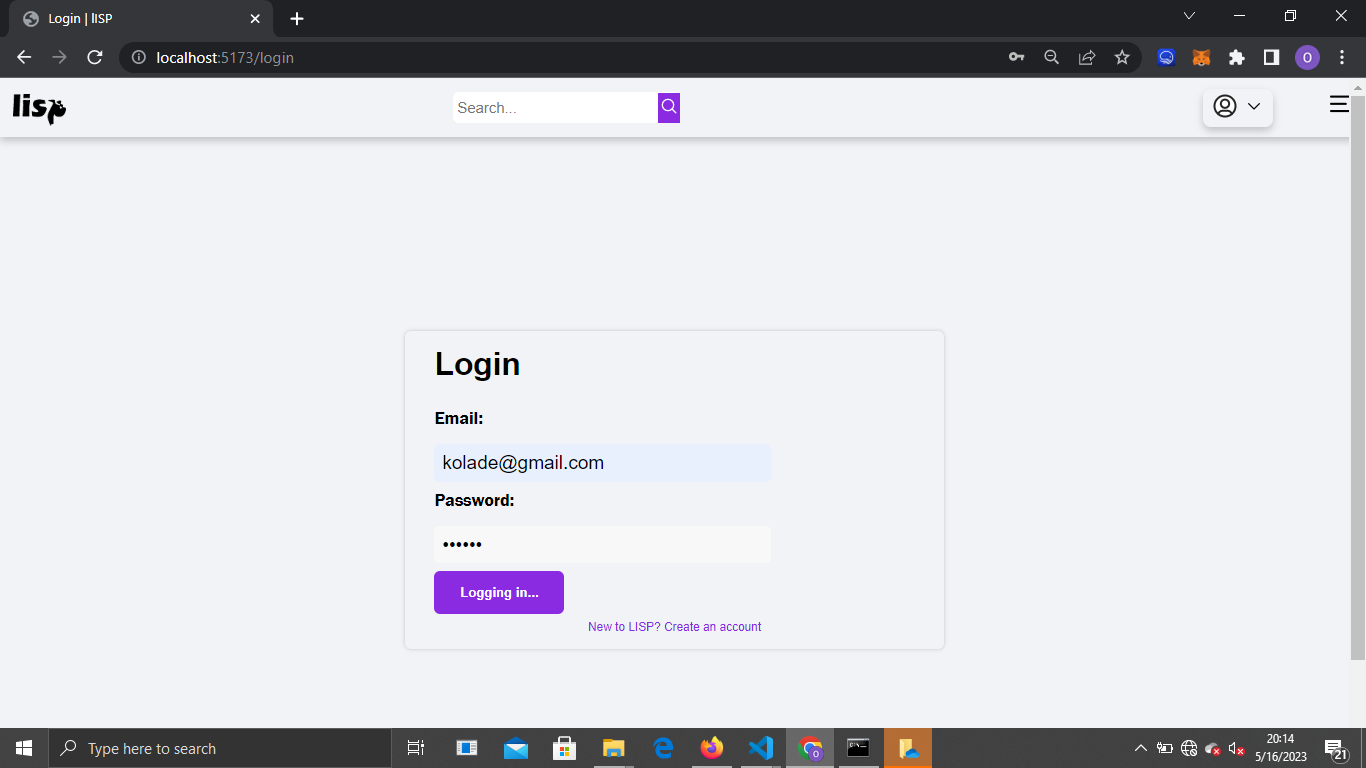 Login | lISP
localhost:5173/login
O
lisp
Search...
Login
Email:
kolade@gmail.com
Password:
••••••
Logging in...
New to LISP? Create an account
Type here to search
O
20:14
5/16/2023
21